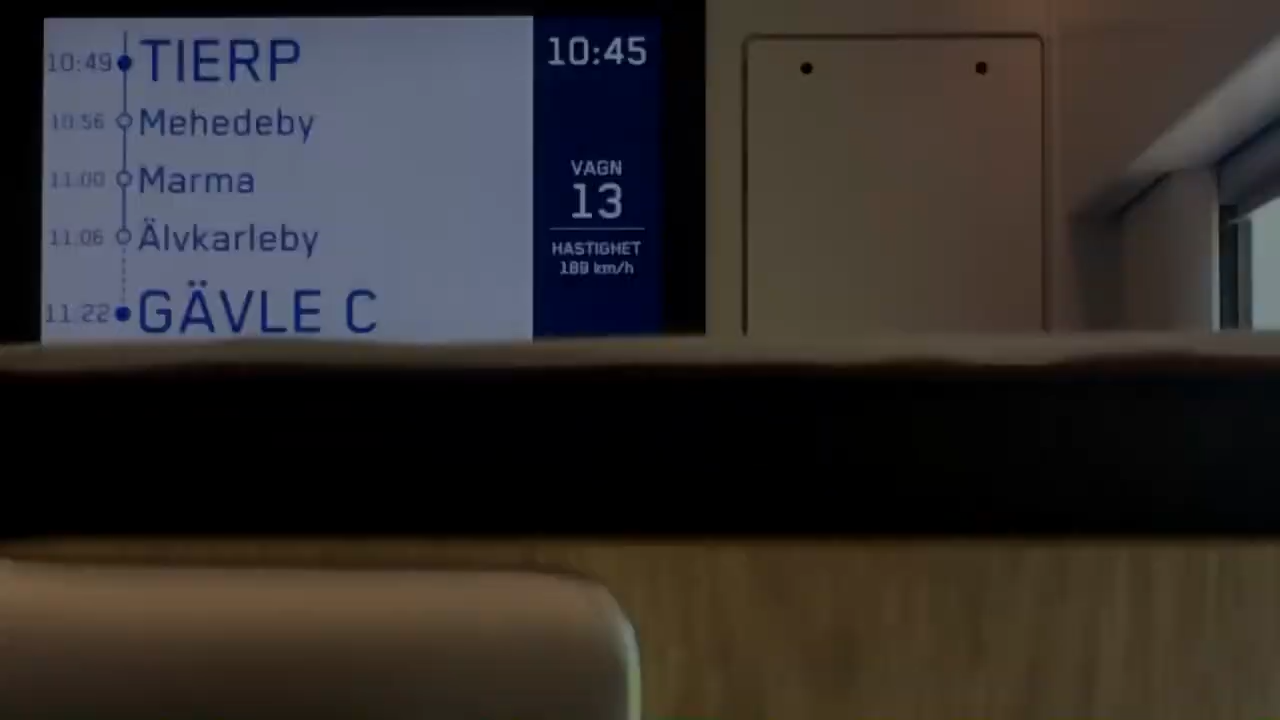 10:49 TIERP
10:56 Mehedeby
11:00 Marma
11:06 Älvkarleby
11:22 GÄVLE C
10:45
VAGN
13
HASTIGHET
189 km/h